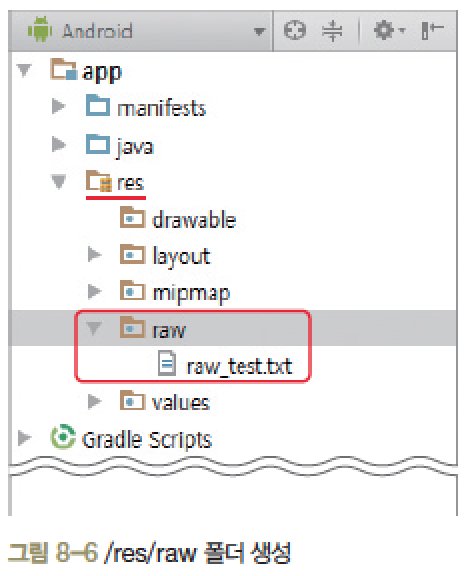 Android
app
manifests
java
res
drawable
layout
mipmap
raw
raw_test.txt
values
Gradle Scripts
그림 8-6 /res/raw 폴더 생성